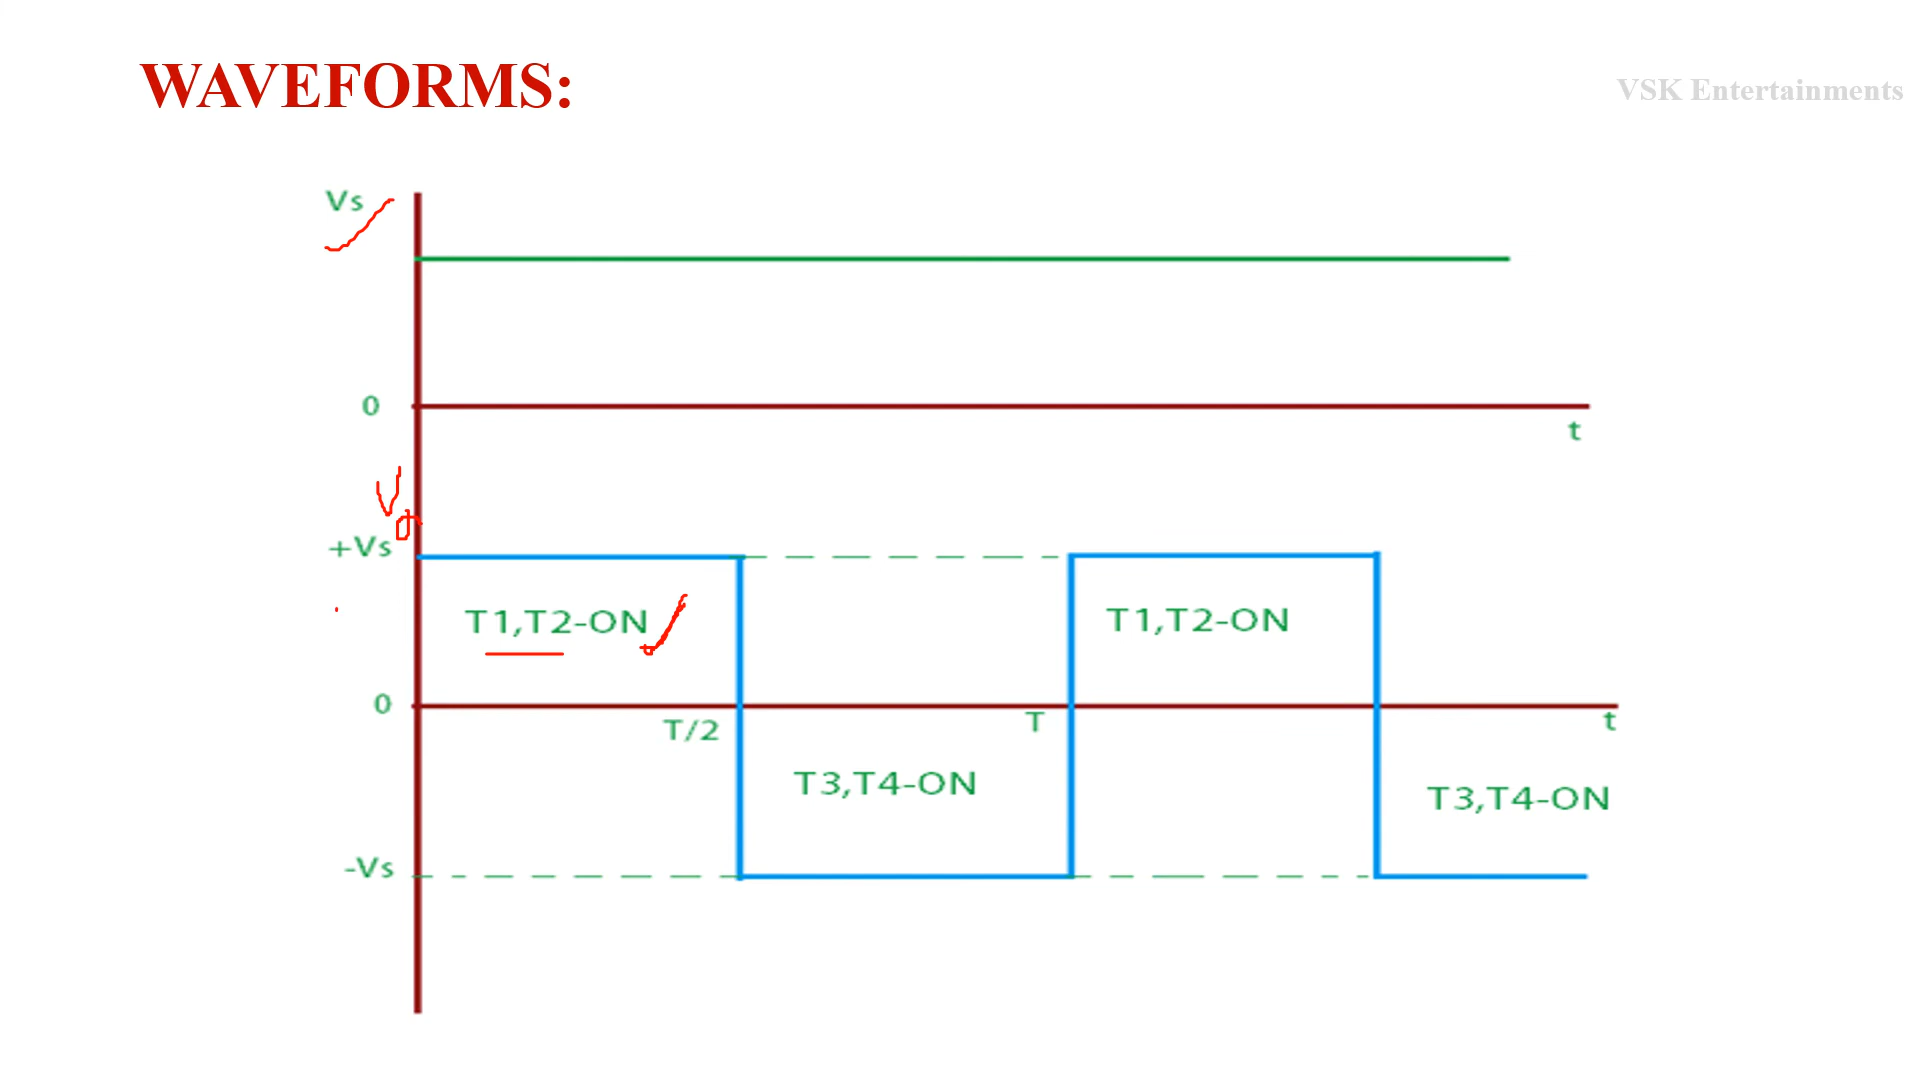 WAVEFORMS:
VSK Entertainments
Vs
0
t
Vo
+Vs
T1,T2-ON
T1,T2-ON
0
T/2
T
t
T3,T4-ON
T3,T4-ON
-Vs